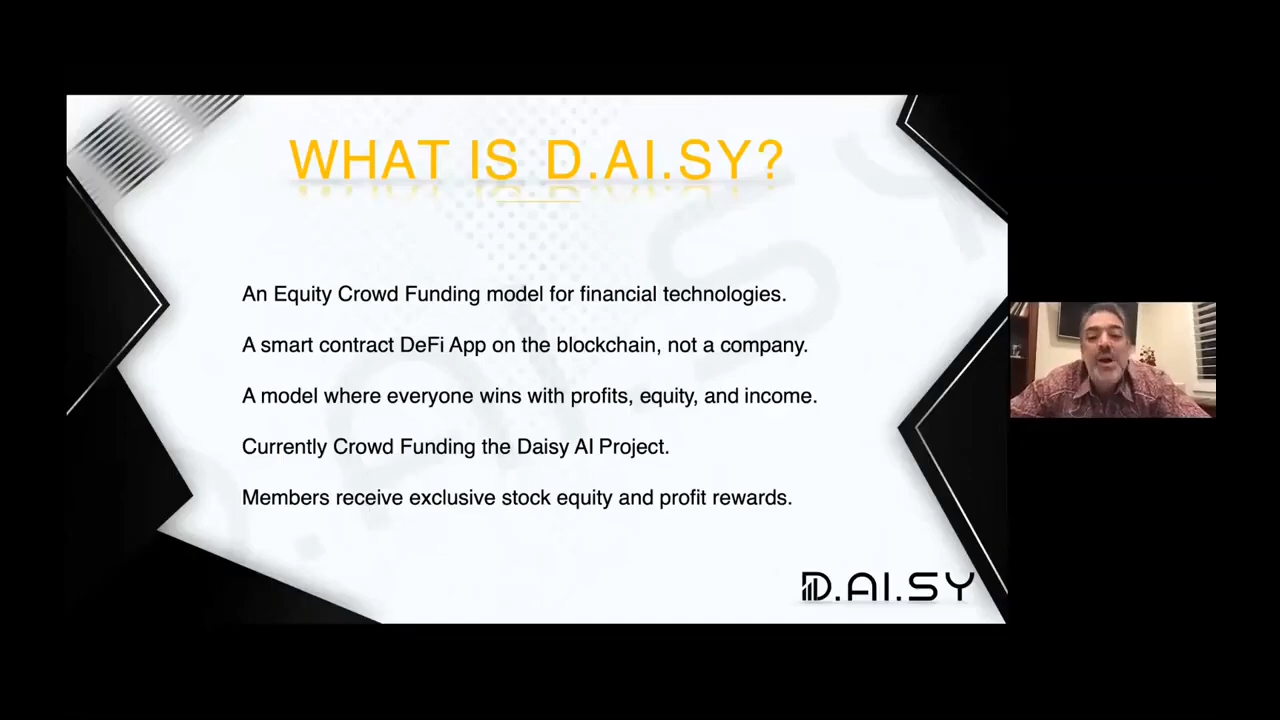 WHAT IS D.AI.SY?
An Equity Crowd Funding model for financial technologies.
A smart contract DeFi App on the blockchain, not a company.
A model where everyone wins with profits, equity, and income.
Currently Crowd Funding the Daisy AI Project.
Members receive exclusive stock equity and profit rewards.
D.AI.SY